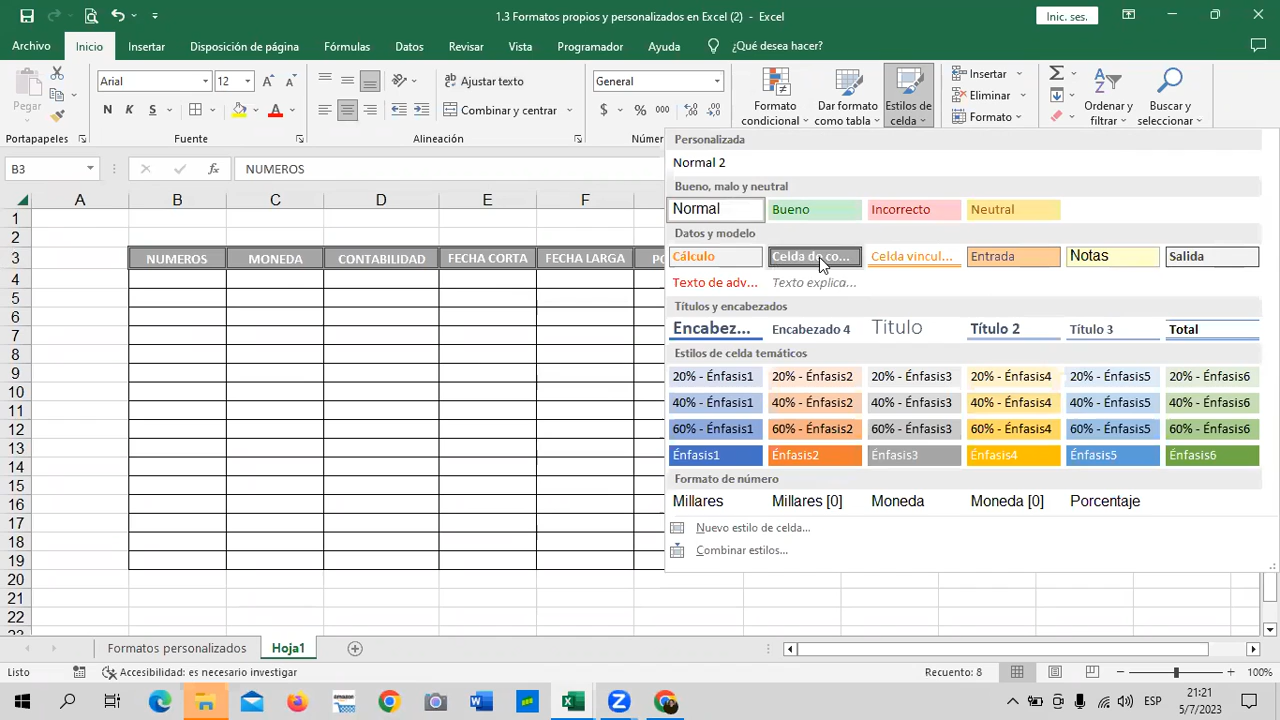 1.3 Formatos propios y personalizados en Excel (2) - Excel
Inic. ses.
Archivo Inicio Insertar Disposición de página Fórmulas Datos Revisar Vista Programador Ayuda ¿Qué desea hacer?
Pegar
Arial 12
N K S
Ajustar texto
Combinar y centrar
General
$ % 000
Formato condicional
Dar formato como tabla
Estilos de celda
Insertar
Eliminar
Formato
Ordenar y filtrar
Buscar y seleccionar
Portapapeles Fuente Alineación
B3 NUMEROS
Personalizada
Normal 2
Bueno, malo y neutral
Normal Bueno Incorrecto Neutral
Datos y modelo
Cálculo Celda de co... Celda vincul... Entrada Notas Salida
Texto de adv... Texto explica...
Títulos y encabezados
Encabez... Encabezado 4 Título Título 2 Título 3 Total
Estilos de celda temáticos
20% - Énfasis1 20% - Énfasis2 20% - Énfasis3 20% - Énfasis4 20% - Énfasis5 20% - Énfasis6
40% - Énfasis1 40% - Énfasis2 40% - Énfasis3 40% - Énfasis4 40% - Énfasis5 40% - Énfasis6
60% - Énfasis1 60% - Énfasis2 60% - Énfasis3 60% - Énfasis4 60% - Énfasis5 60% - Énfasis6
Énfasis1 Énfasis2 Énfasis3 Énfasis4 Énfasis5 Énfasis6
Formato de número
Millares Millares [0] Moneda Moneda [0] Porcentaje
Nuevo estilo de celda...
Combinar estilos...
A B C D E F
1
2
3 NUMEROS MONEDA CONTABILIDAD FECHA CORTA FECHA LARGA
4
5
6
7
8
9
10
11
12
13
14
15
16
17
18
19
20
21
22
Formatos personalizados Hoja1
Listo Accesibilidad: es necesario investigar Recuento: 8 100%
ESP
21:21
5/7/2023